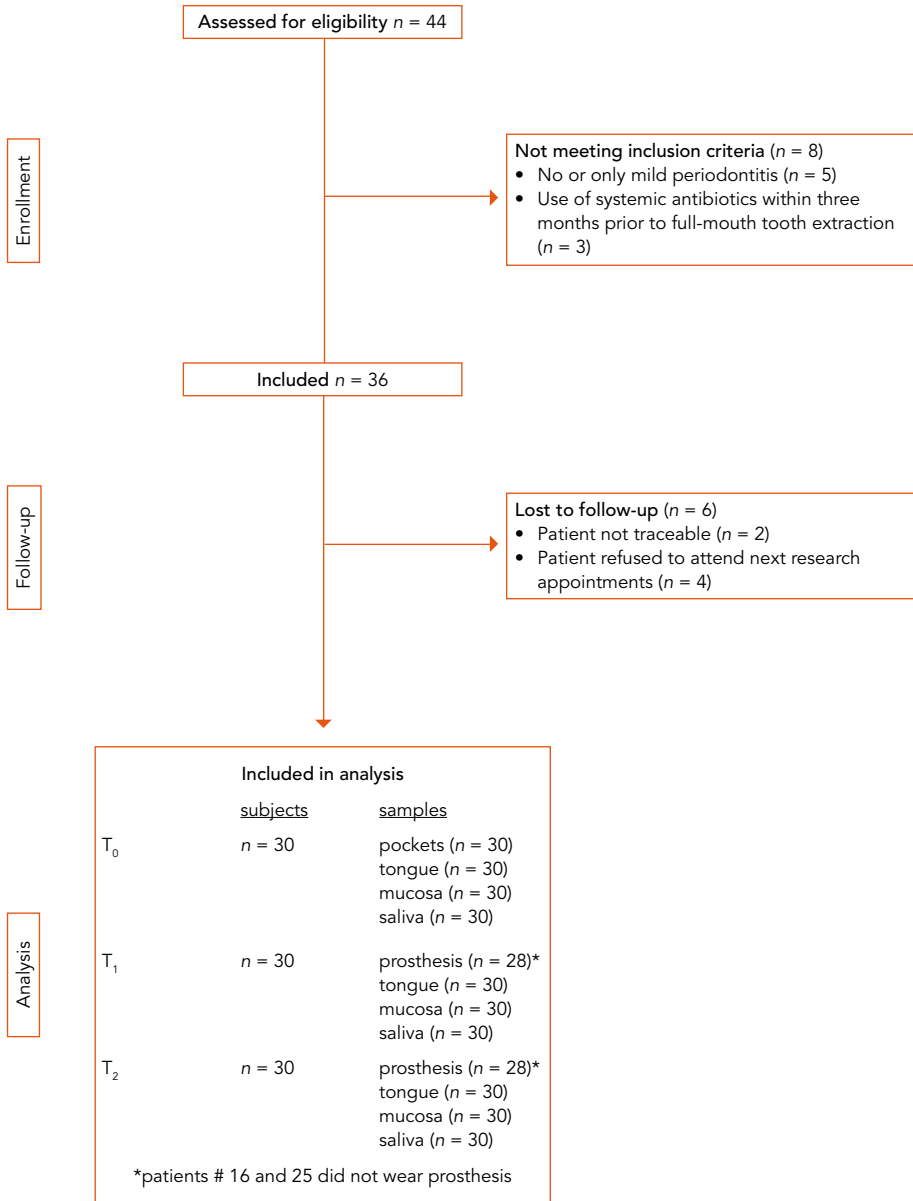 Assessed for eligibility n = 44
Enrollment
Not meeting inclusion criteria (n = 8)
• No or only mild periodontitis (n = 5)
• Use of systemic antibiotics within three
months prior to full-mouth tooth extraction
(n = 3)
Included n = 36
Follow-up
Lost to follow-up (n = 6)
• Patient not traceable (n = 2)
• Patient refused to attend next research
appointments (n = 4)
Analysis
Included in analysis
subjects samples
T0 n = 30 pockets (n = 30)
tongue (n = 30)
mucosa (n = 30)
saliva (n = 30)
T1 n = 30 prosthesis (n = 28)*
tongue (n = 30)
mucosa (n = 30)
saliva (n = 30)
T2 n = 30 prosthesis (n = 28)*
tongue (n = 30)
mucosa (n = 30)
saliva (n = 30)
*patients # 16 and 25 did not wear prosthesis